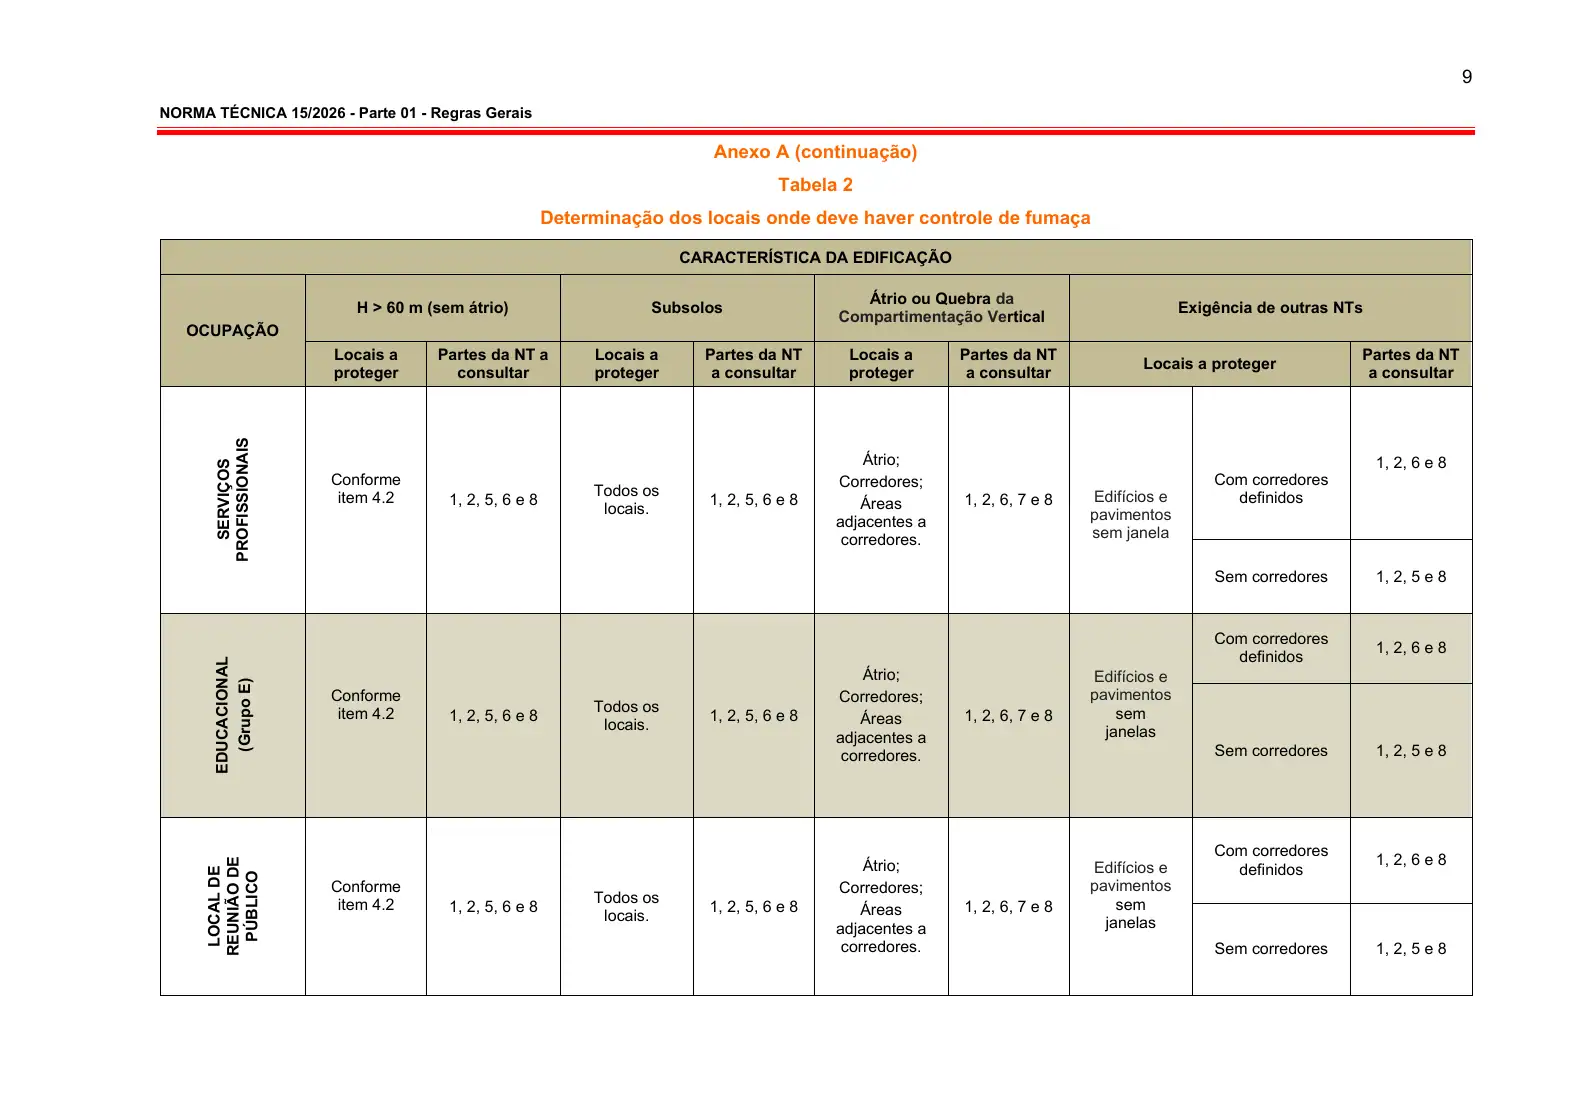 9
NORMA TÉCNICA 15/2026 - Parte 01 - Regras Gerais
Anexo A (continuação)
Tabela 2
Determinação dos locais onde deve haver controle de fumaça
CARACTERÍSTICA DA EDIFICAÇÃO
OCUPAÇÃO
H > 60 m (sem átrio)
Subsolos
Átrio ou Quebra da
Compartimentação Vertical
Exigência de outras NTs
Locais a
proteger
Partes da NT a
consultar
Locais a
proteger
Partes da NT
a consultar
Locais a
proteger
Partes da NT
a consultar
Locais a proteger
Partes da NT
a consultar
SERVIÇOS
PROFISSIONAIS
Conforme
item 4.2
1, 2, 5, 6 e 8
Todos os
locais.
1, 2, 5, 6 e 8
Átrio;
Corredores;
Áreas
adjacentes a
corredores.
1, 2, 6, 7 e 8
Edifícios e
pavimentos
sem janela
Com corredores
definidos
1, 2, 6 e 8
Sem corredores
1, 2, 5 e 8
EDUCACIONAL
(Grupo E)
Conforme
item 4.2
1, 2, 5, 6 e 8
Todos os
locais.
1, 2, 5, 6 e 8
Átrio;
Corredores;
Áreas
adjacentes a
corredores.
1, 2, 6, 7 e 8
Edifícios e
pavimentos
sem
janelas
Com corredores
definidos
1, 2, 6 e 8
Sem corredores
1, 2, 5 e 8
LOCAL DE
REUNIÃO DE
PÚBLICO
Conforme
item 4.2
1, 2, 5, 6 e 8
Todos os
locais.
1, 2, 5, 6 e 8
Átrio;
Corredores;
Áreas
adjacentes a
corredores.
1, 2, 6, 7 e 8
Edifícios e
pavimentos
sem
janelas
Com corredores
definidos
1, 2, 6 e 8
Sem corredores
1, 2, 5 e 8